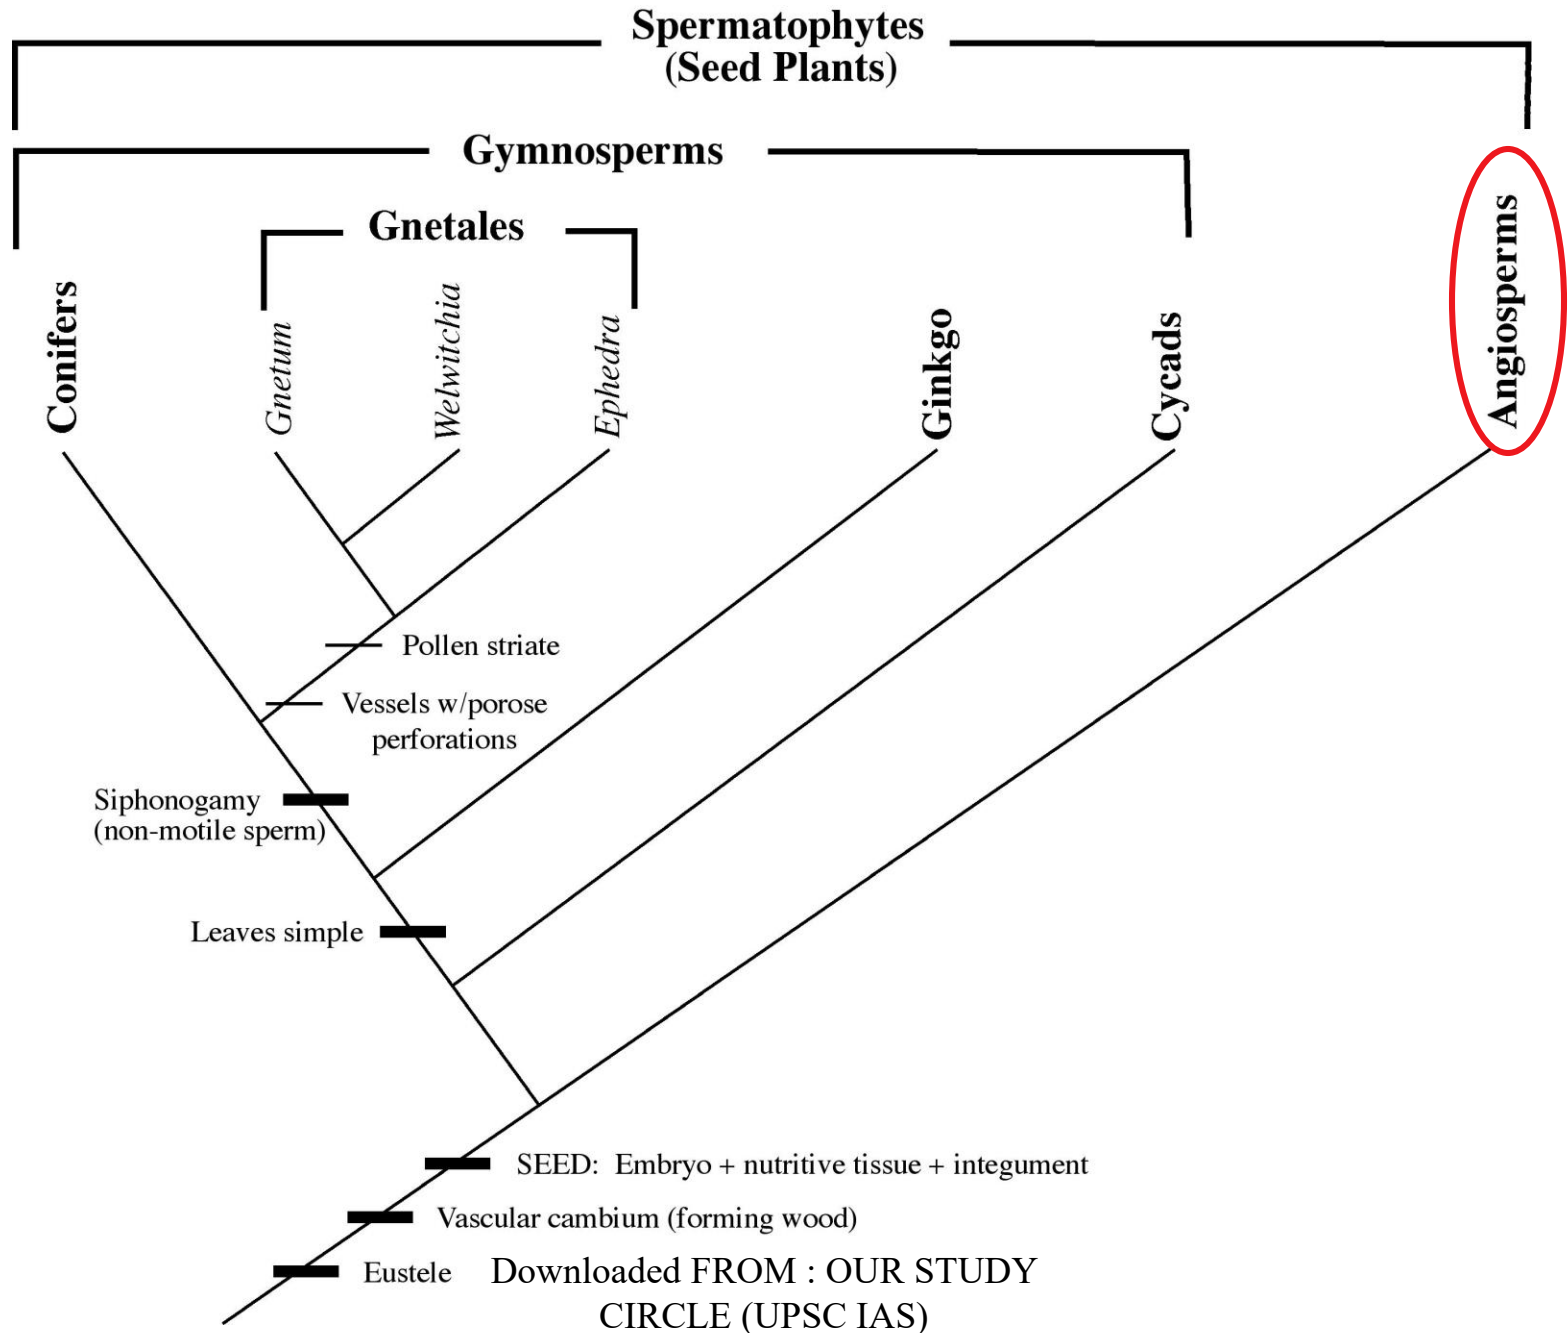 Spermatophytes
(Seed Plants)
Gymnosperms
Gnetales
Conifers
Gnetum
Welwitchia
Ephedra
Ginkgo
Cycads
Angiosperms
Pollen striate
Vessels w/porose
perforations
Siphonogamy
(non-motile sperm)
Leaves simple
SEED: Embryo + nutritive tissue + integument
Vascular cambium (forming wood)
Eustele
Downloaded FROM : OUR STUDY
CIRCLE (UPSC IAS)